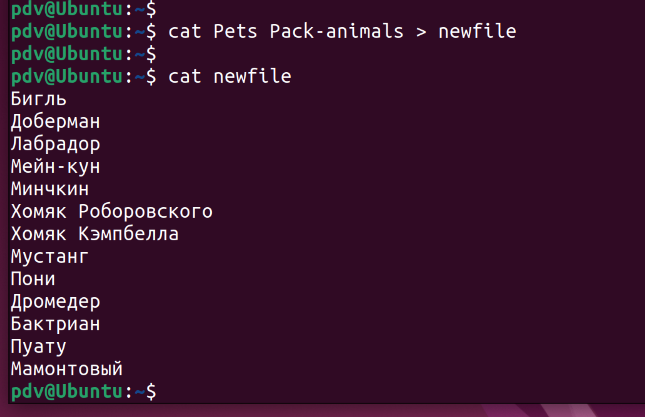 pdv@Ubuntu:~$
pdv@Ubuntu:~$ cat Pets Pack-animals > newfile
pdv@Ubuntu:~$
pdv@Ubuntu:~$ cat newfile
Бигль
Доберман
Лабрадор
Мейн-кун
Минчкин
Хомяк Роборовского
Хомяк Кэмпбелла
Мустанг
Пони
Дромедер
Бактриан
Пуату
Мамонтовый
pdv@Ubuntu:~$